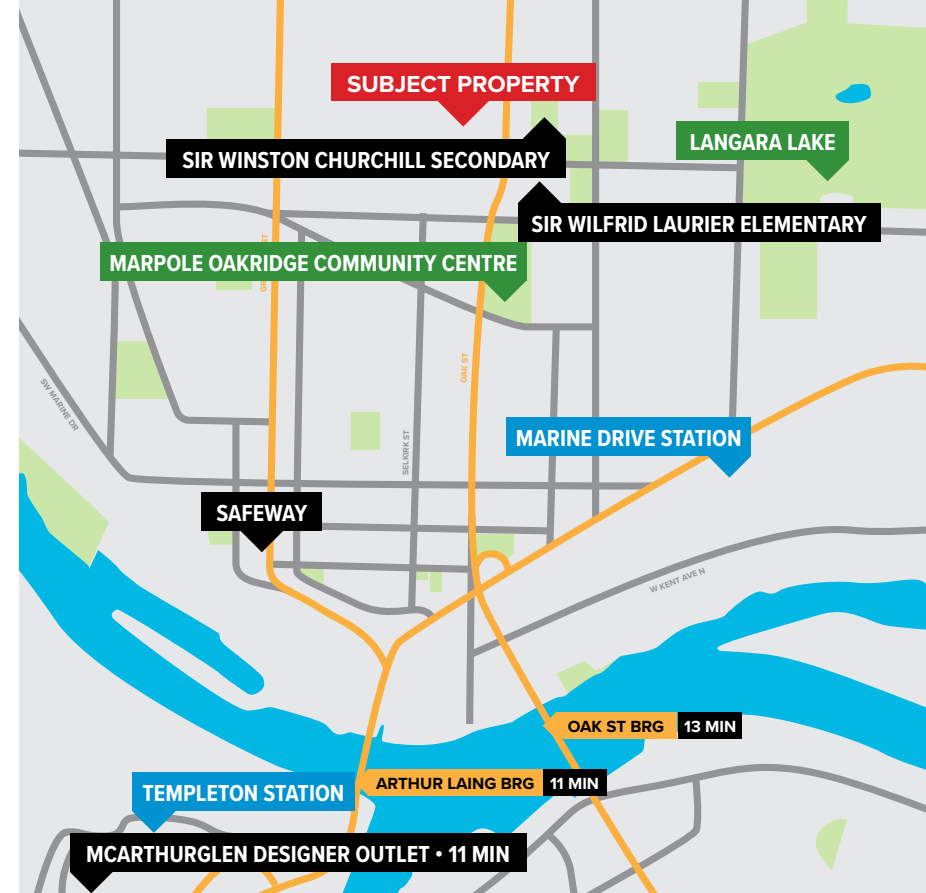 SUBJECT PROPERTY
LANGARA LAKE
SIR WINSTON CHURCHILL SECONDARY
SIR WILFRID LAURIER ELEMENTARY
MARPOLE OAKRIDGE COMMUNITY CENTRE
OAK ST
SW MARINE DR
SELKIRK ST
MARINE DRIVE STATION
SAFEWAY
W KENT AVE N
OAK ST BRG 13 MIN
ARTHUR LAING BRG 11 MIN
TEMPLETON STATION
MCARTHURGLEN DESIGNER OUTLET • 11 MIN